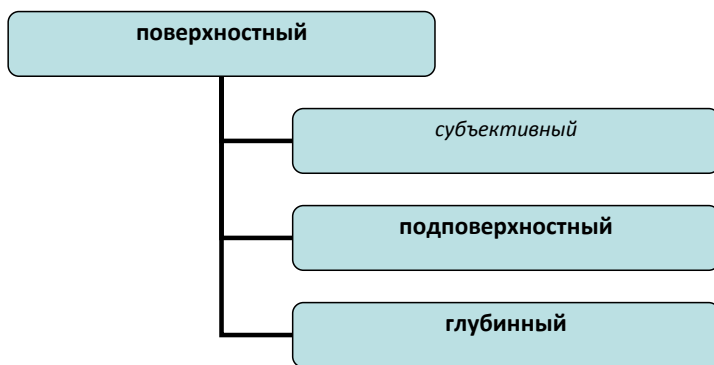 поверхностный
субъективный
подповерхностный
глубинный